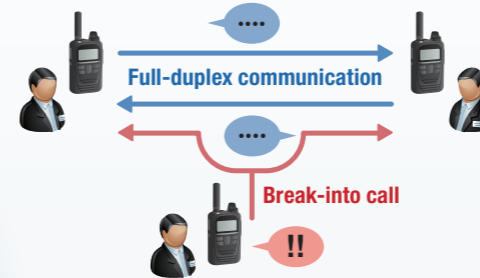 ....
Full-duplex communication
....
Break-into call
!!